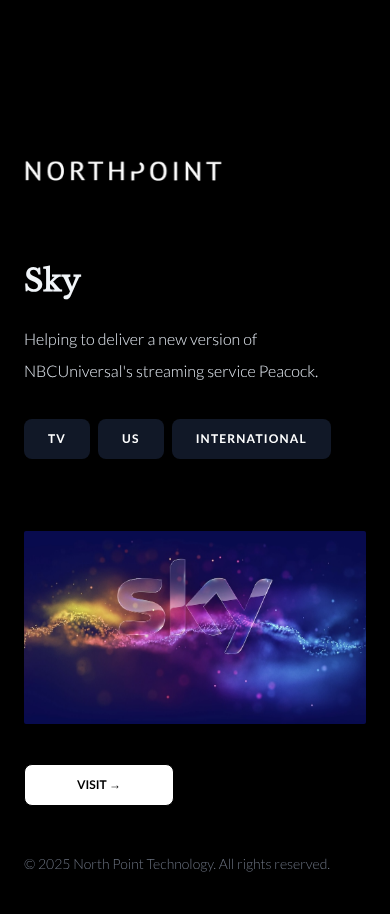 NORTHPOINT
Sky
Helping to deliver a new version of
NBCUniversal's streaming service Peacock.
TV US INTERNATIONAL
sky
VISIT →
© 2025 North Point Technology. All rights reserved.